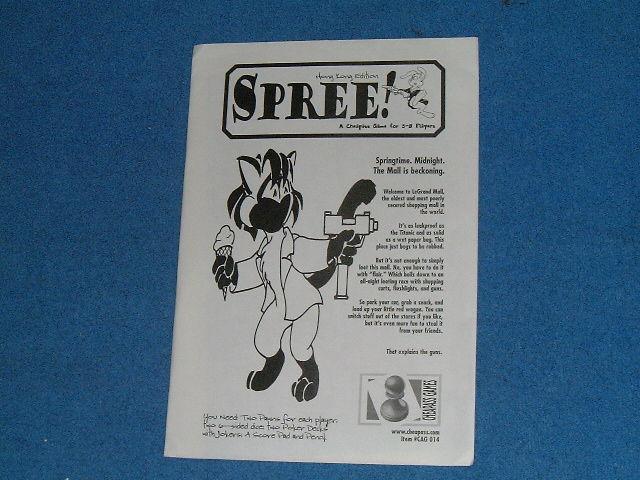 Hong Kong Edition
SPREE!
A Cheapass Game for 3-8 Players
Springtime. Midnight.
The Mall is beckoning.
Welcome to LeGrand Mall,
the oldest and most poorly
secured shopping mall in
the world.
It's as leakproof as
the Titanic and as solid
as a wet paper bag. This
place just begs to be robbed.
But it's not enough to simply
loot this mall. No, you have to do it
with "flair." Which boils down to an
all-night looting race with shopping
carts, flashlights, and guns.
So park your car, grab a snack, and
load up your little red wagon. You can
snitch stuff out of the stores if you like,
but it's even more fun to steal it
from your friends.
That explains the guns.
CHEAPASS GAMES
www.cheapass.com
Item #CAG 014
You Need: Two Pawns for each player;
two 6-sided dice; two Poker Decks
with Jokers; A Score Pad and Pencil